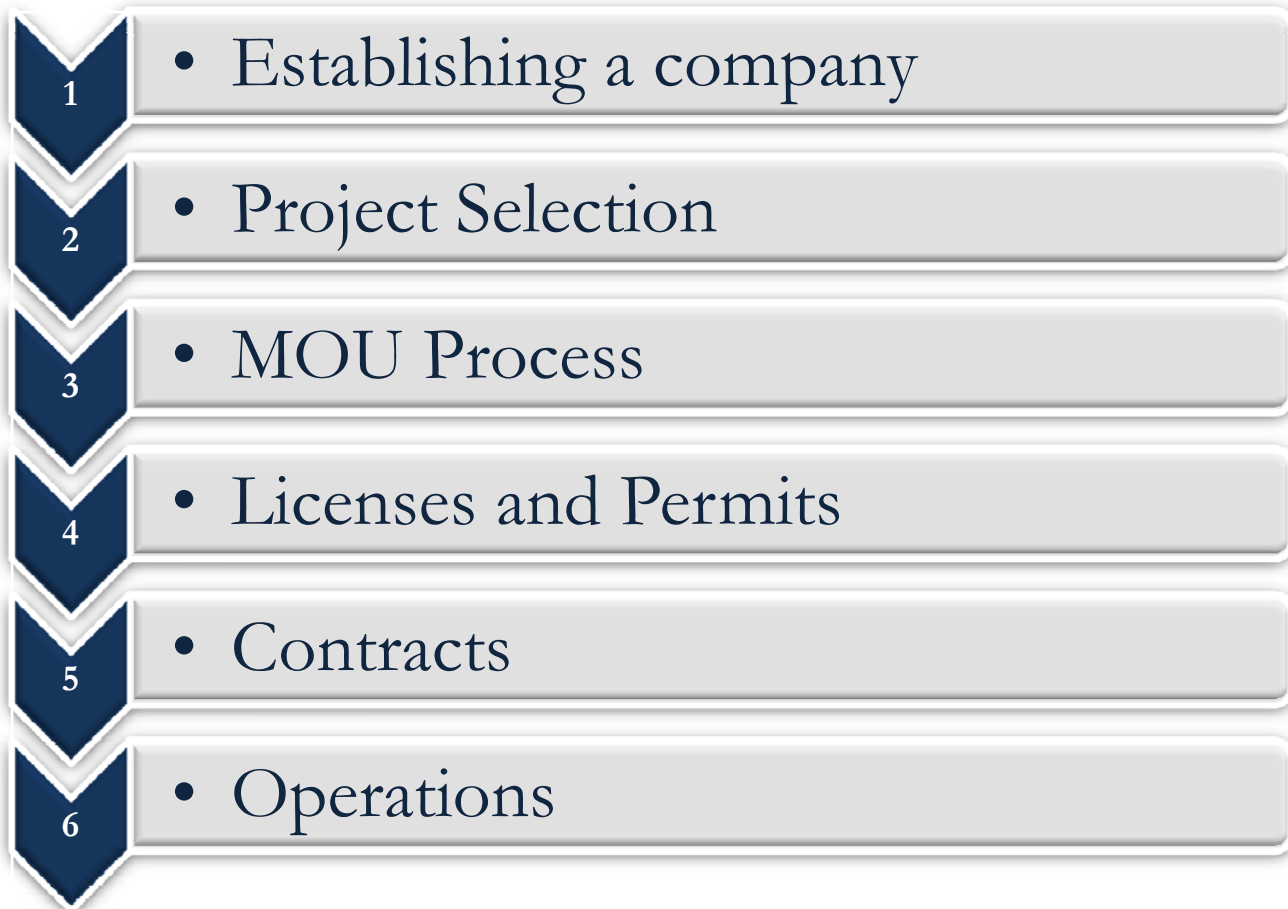 1 • Establishing a company
2 • Project Selection
3 • MOU Process
4 • Licenses and Permits
5 • Contracts
6 • Operations